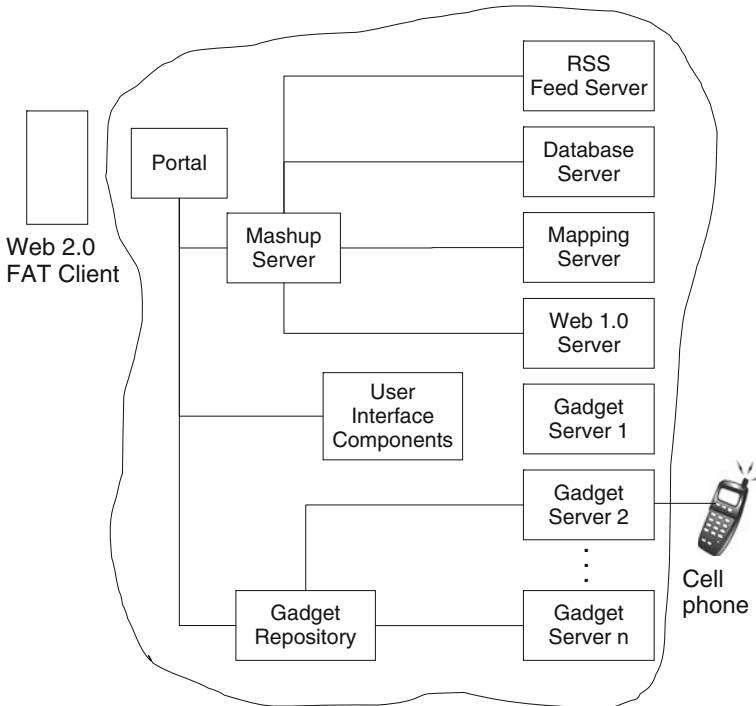 RSS
Feed Server
Portal
Database
Server
Web 2.0
FAT Client
Mashup
Server
Mapping
Server
Web 1.0
Server
User
Interface
Components
Gadget
Server 1
Gadget
Server 2
Cell
phone
Gadget
Repository
Gadget
Server n